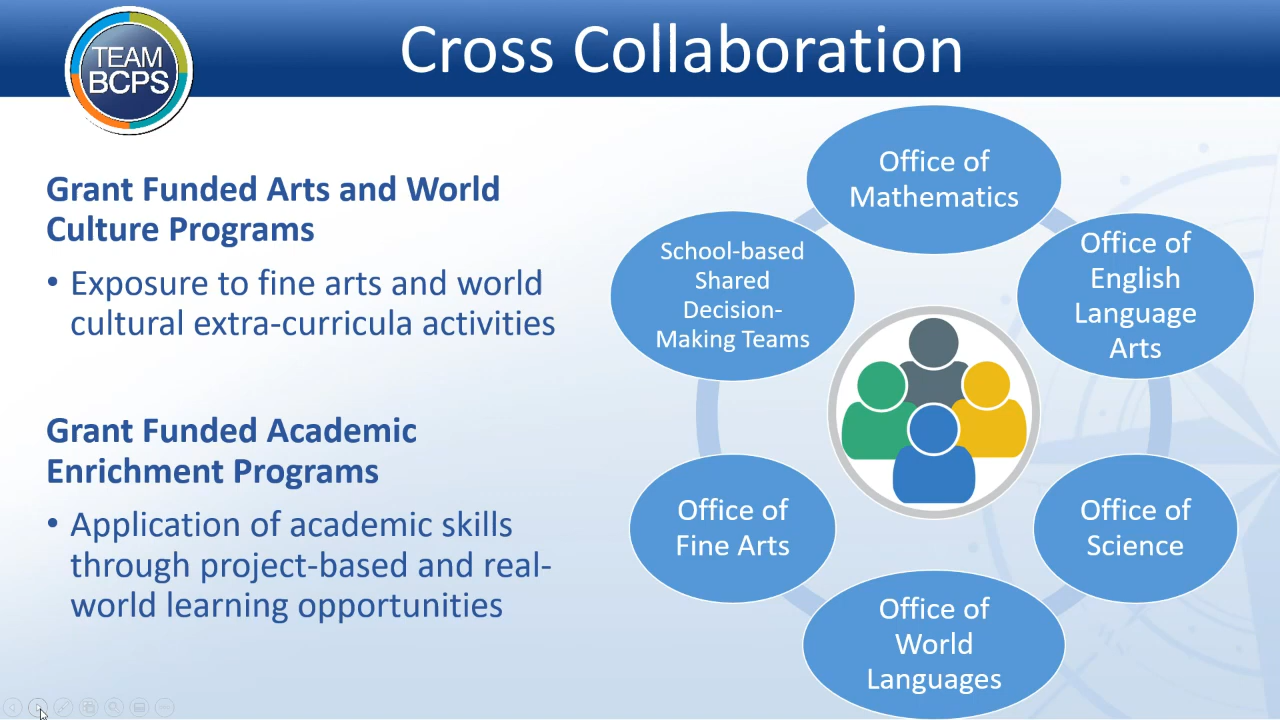 TEAM
BCPS
Cross Collaboration
Grant Funded Arts and World
Culture Programs
• Exposure to fine arts and world
cultural extra-curricula activities
Grant Funded Academic
Enrichment Programs
• Application of academic skills
through project-based and real-
world learning opportunities
Office of
Mathematics
Office of
English
Language
Arts
Office of
Science
Office of
World
Languages
Office of
Fine Arts
School-based
Shared
Decision-
Making Teams